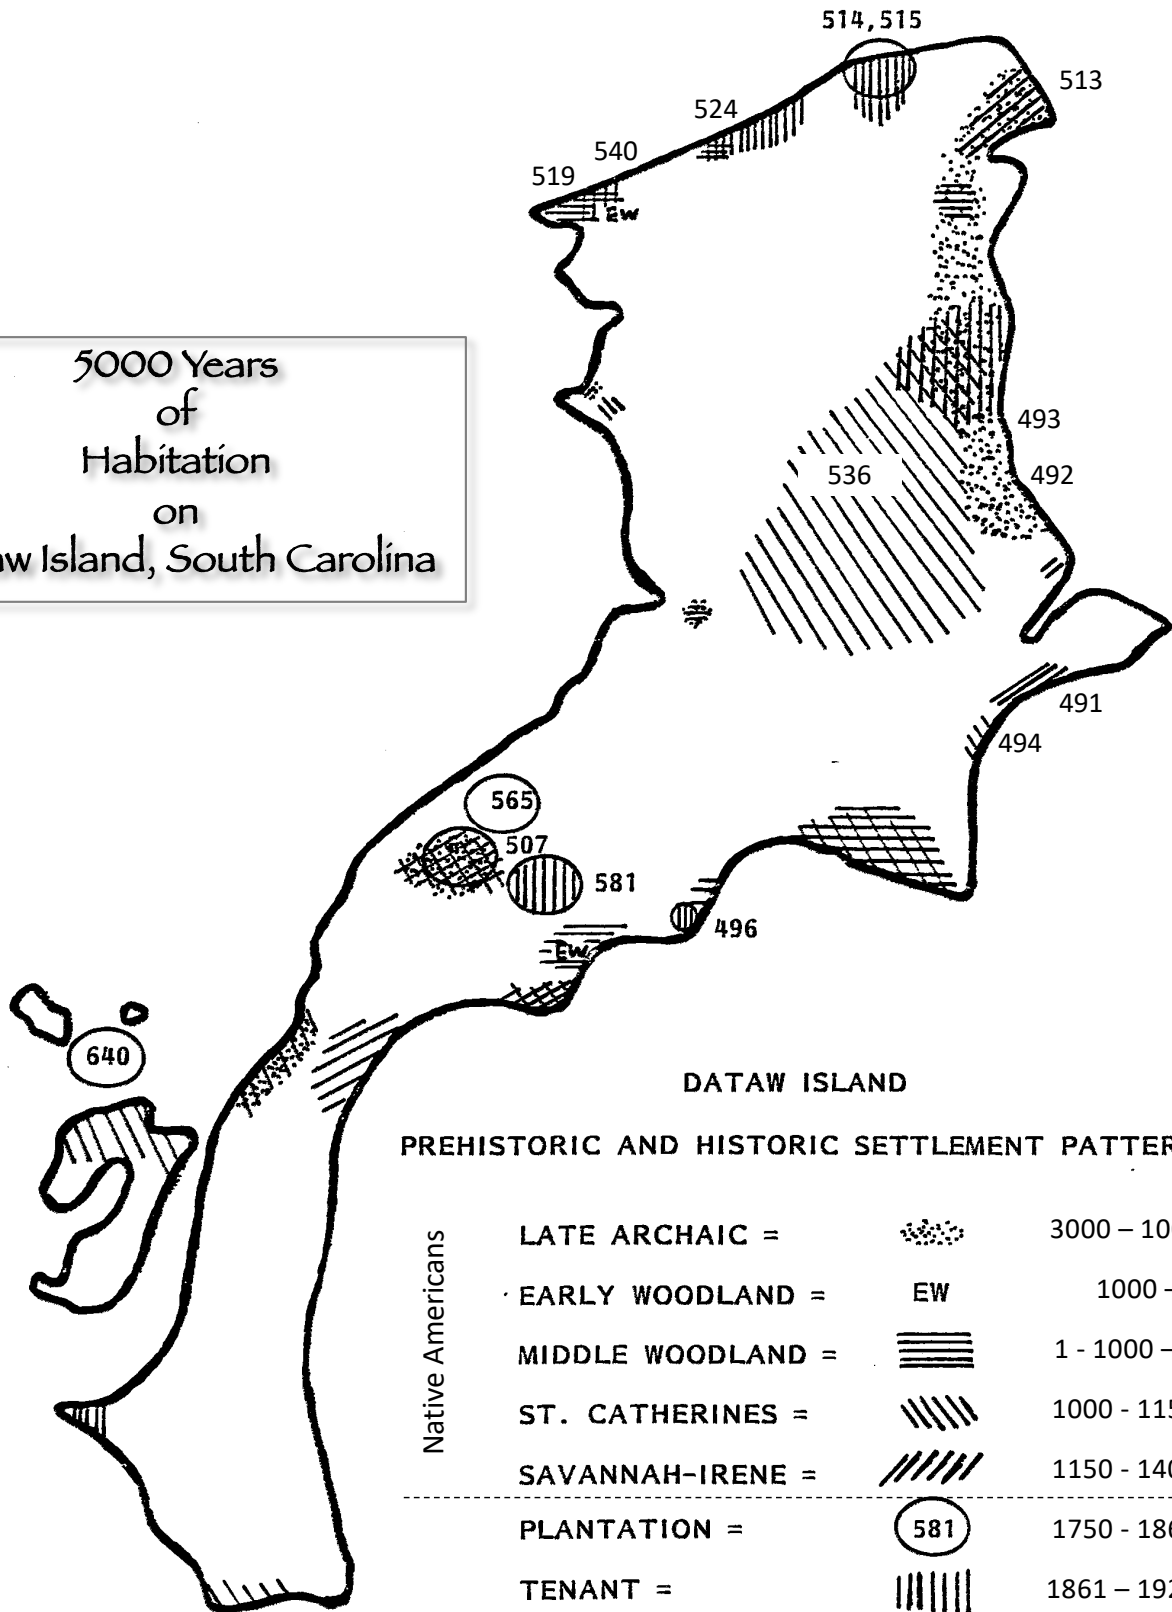 514,515
513
524
540
519
EW
5000 Years
of
Habitation
on
w Island, South Carolina
493
492
536
491
494
565
507
581
496
EW
640
DATAW ISLAND
PREHISTORIC AND HISTORIC SETTLEMENT PATTER
Native Americans
LATE ARCHAIC = 3000 – 10
EARLY WOODLAND = EW 1000 –
MIDDLE WOODLAND = 1 - 1000 –
ST. CATHERINES = 1000 - 115
SAVANNAH-IRENE = 1150 - 140
PLANTATION = 581 1750 - 186
TENANT = 1861 – 192